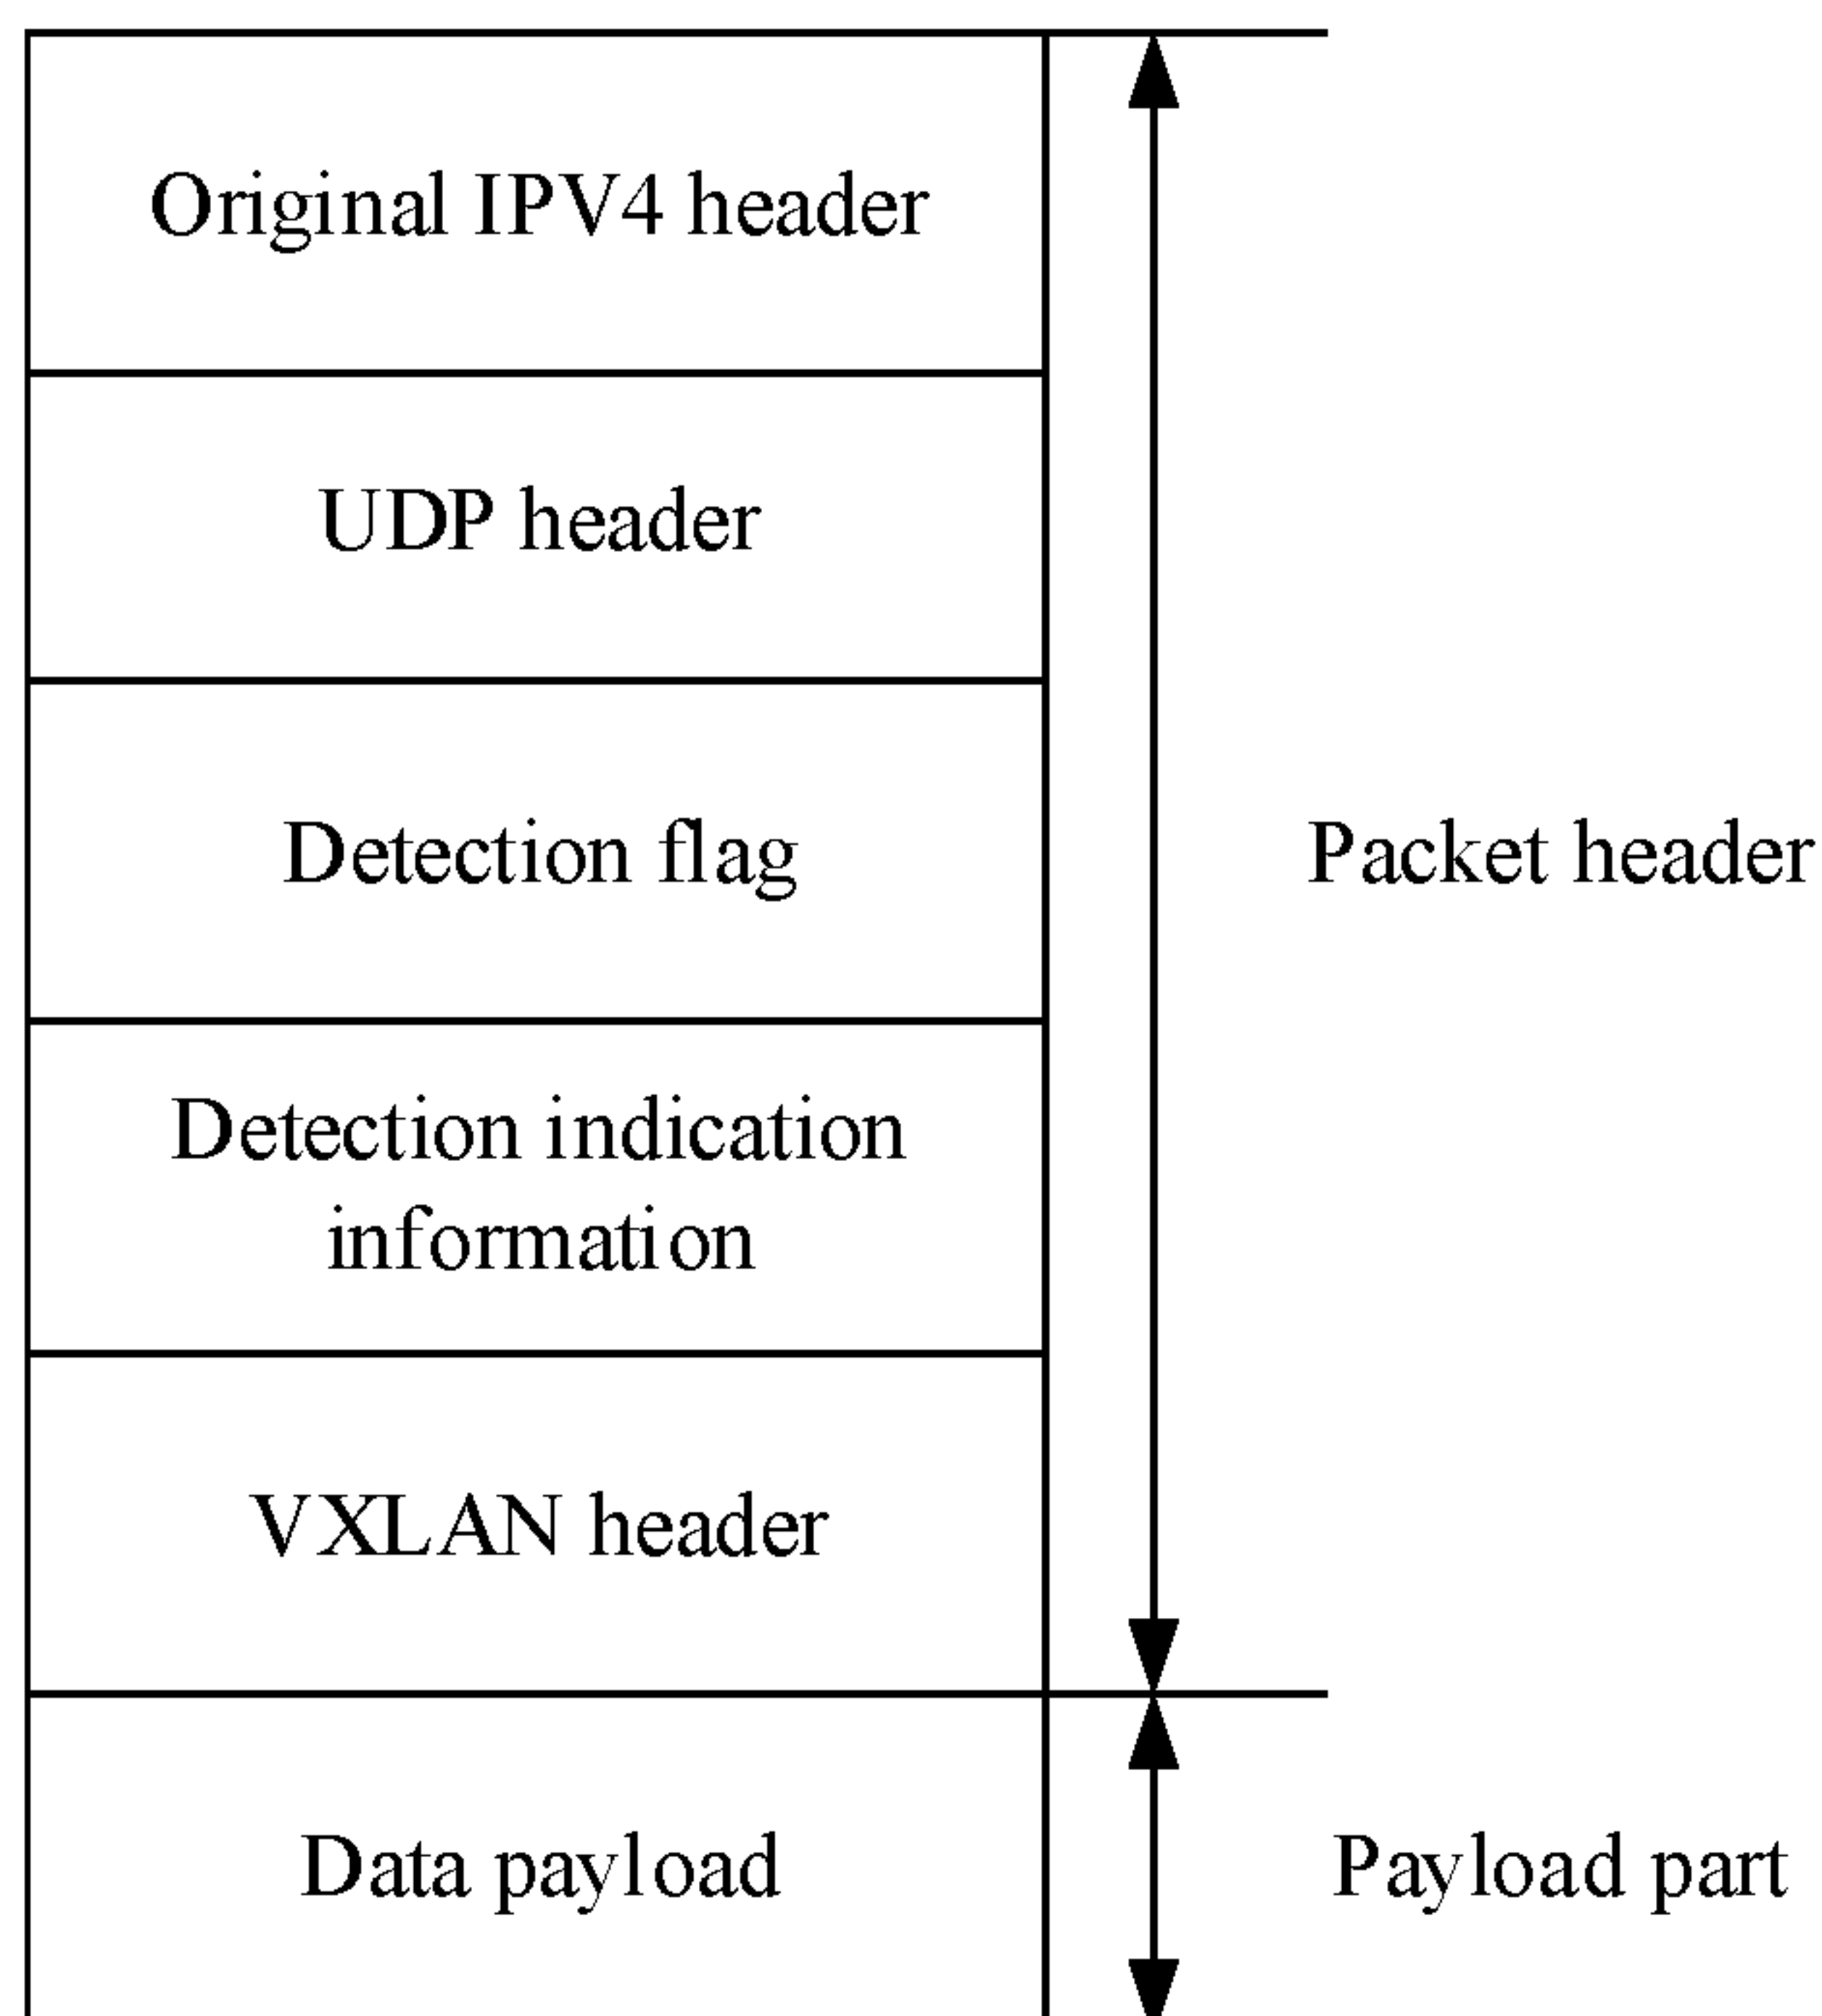 Original IPV4 header
UDP header
Detection flag
Packet header
Detection indication
information
VXLAN header
Data payload
Payload part